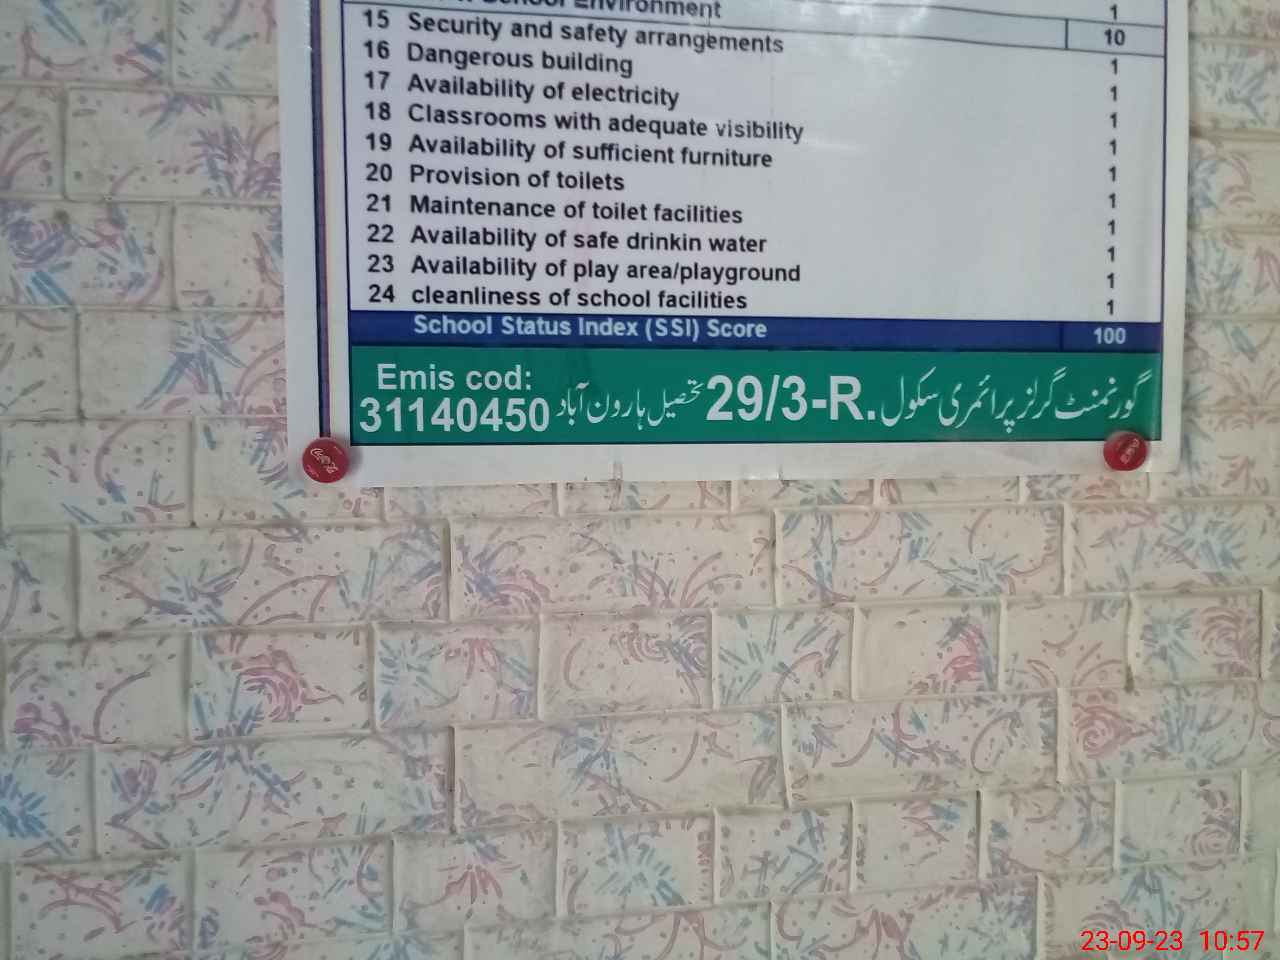 1
School Environment 10
15 Security and safety arrangements 1
16 Dangerous building 1
17 Availability of electricity 1
18 Classrooms with adequate visibility 1
19 Availability of sufficient furniture 1
20 Provision of toilets 1
21 Maintenance of toilet facilities 1
22 Availability of safe drinkin water 1
23 Availability of play area/playground 1
24 cleanliness of school facilities 1
School Status Index (SSI) Score 100
گورنمنٹ گرلز پرائمری سکول 29/3-R. تحصیل ہارون آباد
Emis cod:
31140450
23-09-23 10:57